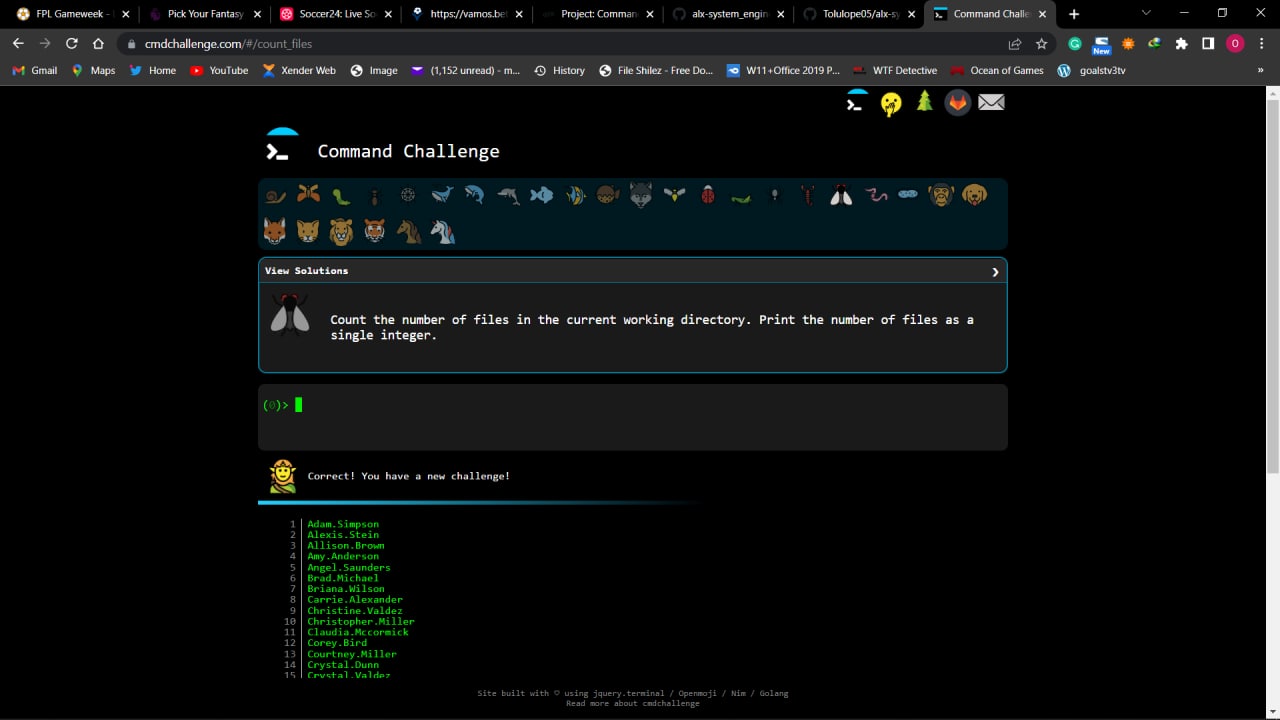 FPL Gameweek - L
Pick Your Fantasy
Soccer24: Live So
https://vamos.be
Project: Comman
alx-system_engin
Tolulope05/alx-sy
Command Challe
cmdchallenge.com/#/count_files
New
O
Gmail
Maps
Home
YouTube
Xender Web
Image
(1,152 unread) - m...
History
File Shilez - Free Do...
W11+Office 2019 P...
WTF Detective
Ocean of Games
goalstv3tv
»
Command Challenge
View Solutions
Count the number of files in the current working directory. Print the number of files as a
single integer.
(0)>
Correct! You have a new challenge!
1 Adam.Simpson
2 Alexis.Stein
3 Allison.Brown
4 Amy.Anderson
5 Angel.Saunders
6 Brad.Michael
7 Briana.Wilson
8 Carrie.Alexander
9 Christine.Valdez
10 Christopher.Miller
11 Claudia.Mccormick
12 Corey.Bird
13 Courtney.Miller
14 Crystal.Dunn
15 Crystal.Valdez
Site built with ♡ using jquery.terminal / Openmoji / Nim / Golang
Read more about cmdchallenge